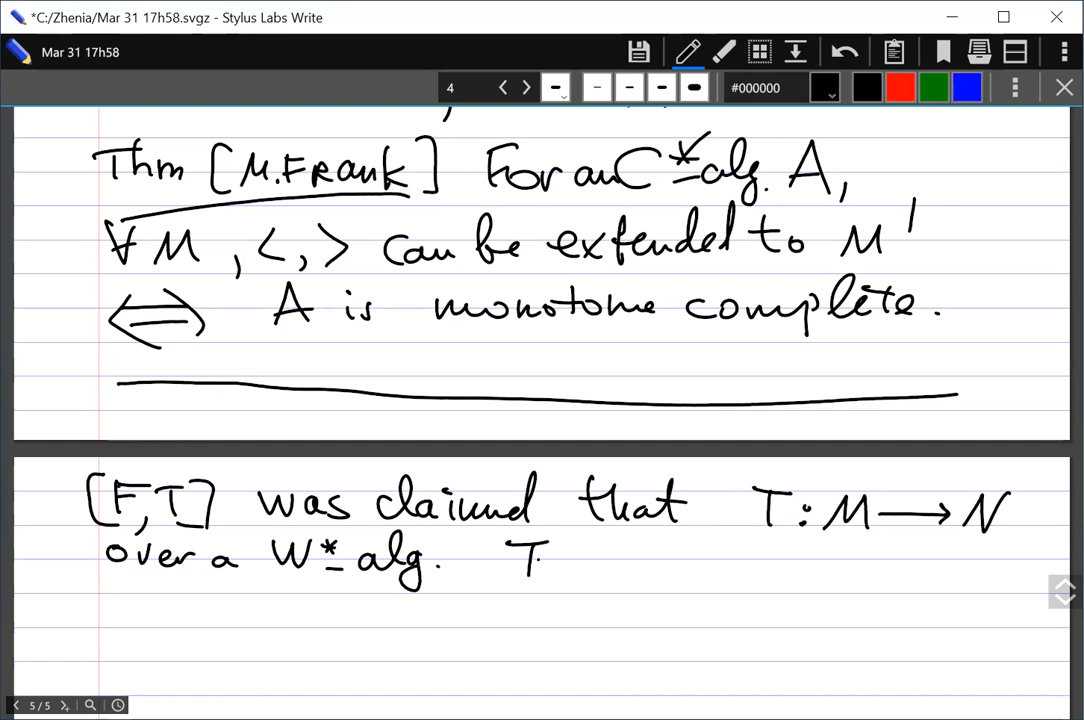 *C:/Zhenia/Mar 31 17h58.svgz - Stylus Labs Write
Mar 31 17h58
4
#000000
Thm [M.Frank] For an C*-alg. A,
∀ M, <,> can be extended to M'
⟺ A is monotone complete.
[F,T] was claimed that T: M ⟶ N
over a W*-alg. T
5/5